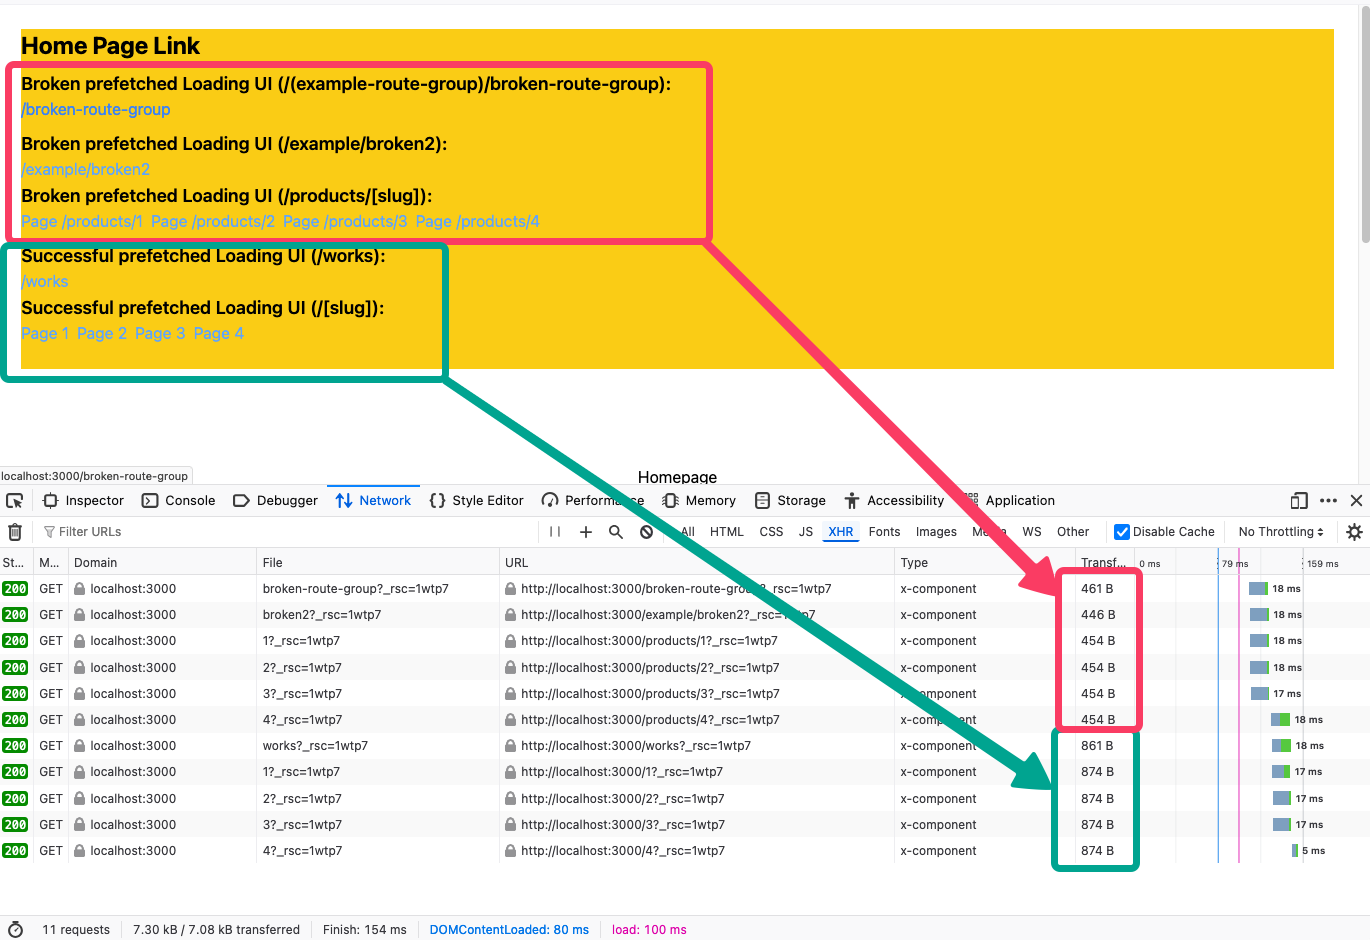 Home Page Link
Broken prefetched Loading UI (/(example-route-group)/broken-route-group):
/broken-route-group
Broken prefetched Loading UI (/example/broken2):
/example/broken2
Broken prefetched Loading UI (/products/[slug]):
Page /products/1 Page /products/2 Page /products/3 Page /products/4
Successful prefetched Loading UI (/works):
/works
Successful prefetched Loading UI (/[slug]):
Page 1 Page 2 Page 3 Page 4
localhost:3000/broken-route-group
Homepage
Inspector Console Debugger Network Style Editor Performance Memory Storage Accessibility Application
Filter URLs All HTML CSS JS XHR Fonts Images Media WS Other Disable Cache No Throttling
St... M... Domain File URL Type Transf... 0 ms 79 ms 159 ms
200 GET localhost:3000 broken-route-group?_rsc=1wtp7 http://localhost:3000/broken-route-group?_rsc=1wtp7 x-component 461 B 18 ms
200 GET localhost:3000 broken2?_rsc=1wtp7 http://localhost:3000/example/broken2?_rsc=1wtp7 x-component 446 B 18 ms
200 GET localhost:3000 1?_rsc=1wtp7 http://localhost:3000/products/1?_rsc=1wtp7 x-component 454 B 18 ms
200 GET localhost:3000 2?_rsc=1wtp7 http://localhost:3000/products/2?_rsc=1wtp7 x-component 454 B 18 ms
200 GET localhost:3000 3?_rsc=1wtp7 http://localhost:3000/products/3?_rsc=1wtp7 x-component 454 B 17 ms
200 GET localhost:3000 4?_rsc=1wtp7 http://localhost:3000/products/4?_rsc=1wtp7 x-component 454 B 18 ms
200 GET localhost:3000 works?_rsc=1wtp7 http://localhost:3000/works?_rsc=1wtp7 x-component 861 B 18 ms
200 GET localhost:3000 1?_rsc=1wtp7 http://localhost:3000/1?_rsc=1wtp7 x-component 874 B 17 ms
200 GET localhost:3000 2?_rsc=1wtp7 http://localhost:3000/2?_rsc=1wtp7 x-component 874 B 17 ms
200 GET localhost:3000 3?_rsc=1wtp7 http://localhost:3000/3?_rsc=1wtp7 x-component 874 B 17 ms
200 GET localhost:3000 4?_rsc=1wtp7 http://localhost:3000/4?_rsc=1wtp7 x-component 874 B 5 ms
11 requests 7.30 kB / 7.08 kB transferred Finish: 154 ms DOMContentLoaded: 80 ms load: 100 ms